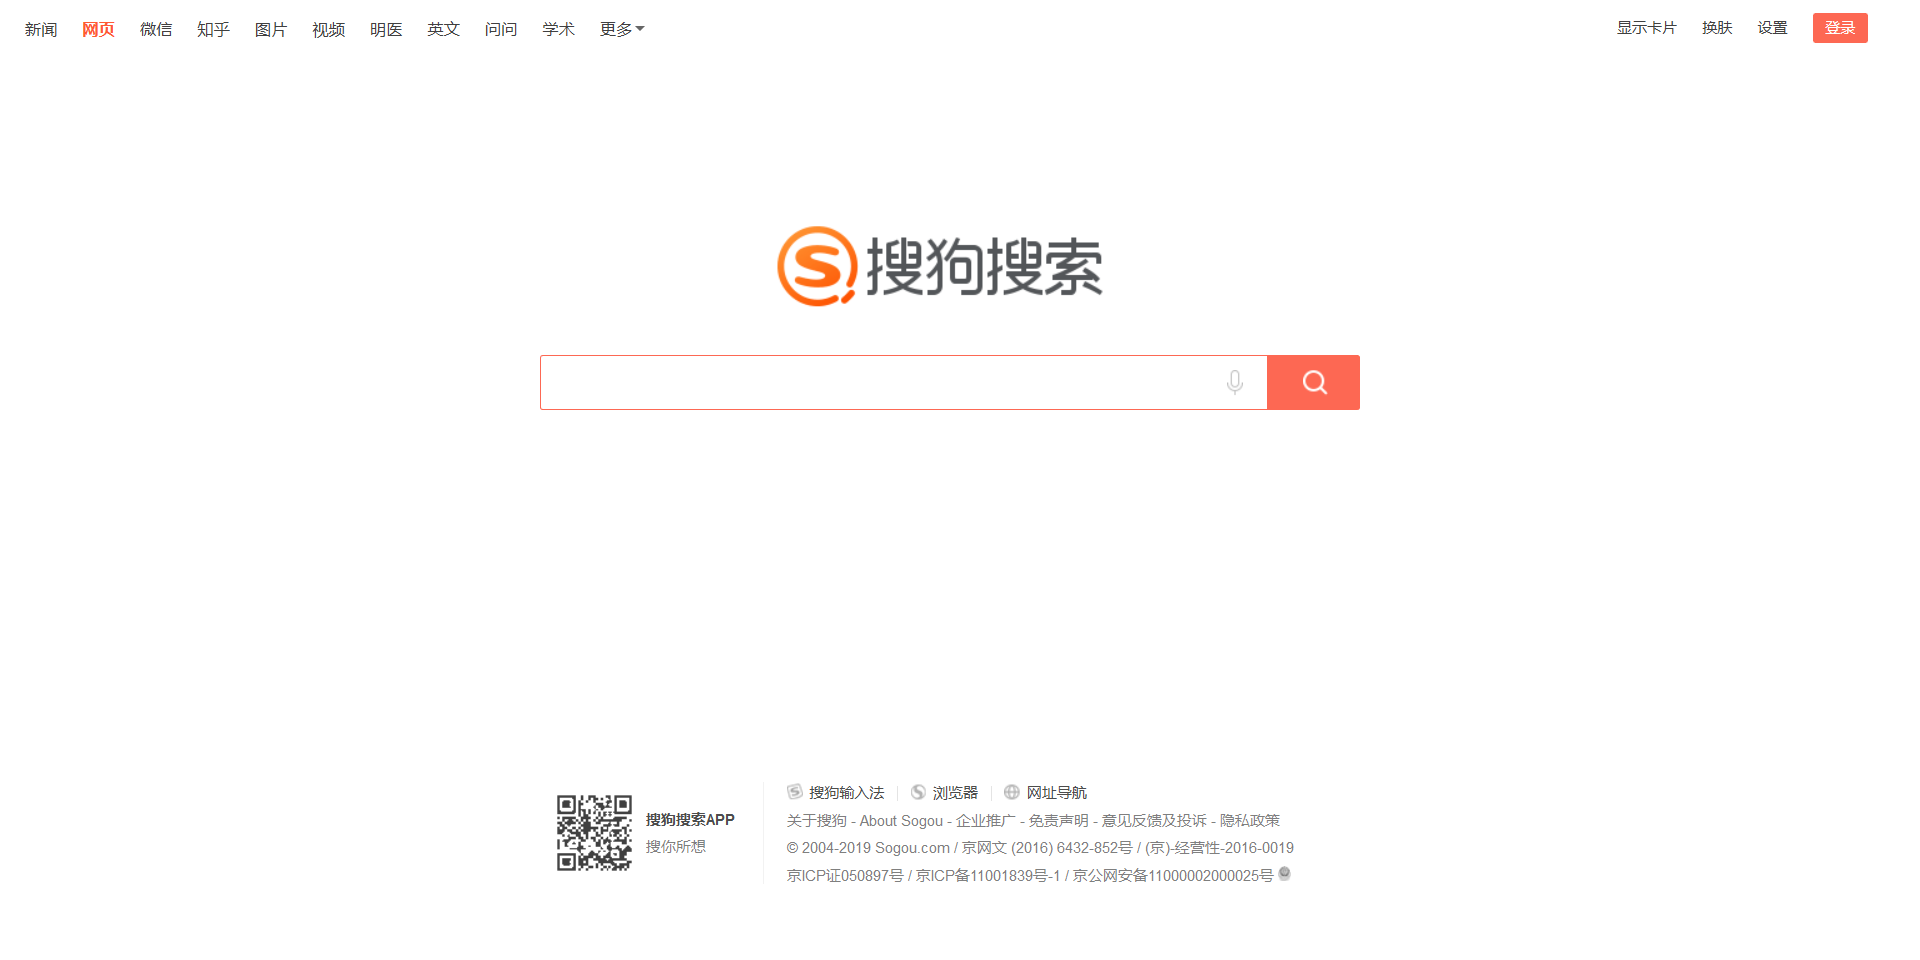 新闻 网页 微信 知乎 图片 视频 明医 英文 问问 学术 更多 显示卡片 换肤 设置 登录
搜狗搜索
搜狗输入法 浏览器 网址导航
搜狗搜索APP
搜你所想
关于搜狗 - About Sogou - 企业推广 - 免责声明 - 意见反馈及投诉 - 隐私政策
© 2004-2019 Sogou.com / 京网文 (2016) 6432-852号 / (京)-经营性-2016-0019
京ICP证050897号 / 京ICP备11001839号-1 / 京公网安备11000002000025号